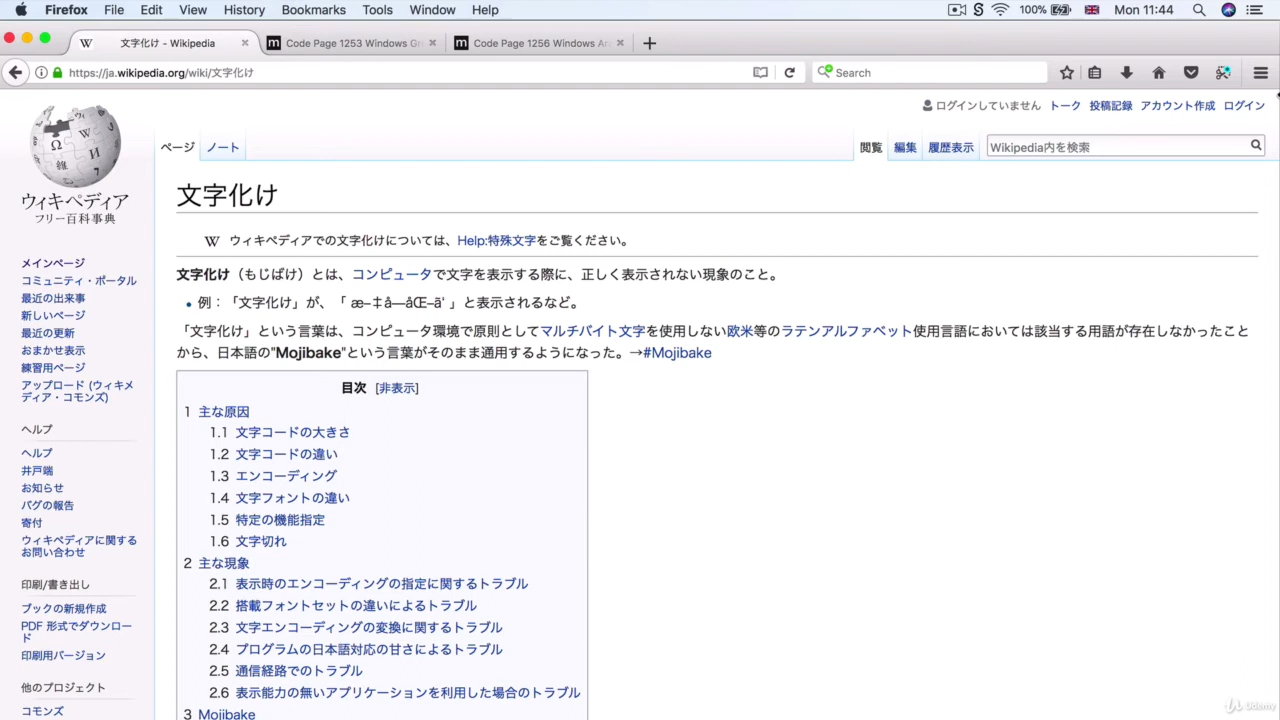 Firefox File Edit View History Bookmarks Tools Window Help 100% Mon 11:44
文字化け - Wikipedia Code Page 1253 Windows Gr Code Page 1256 Windows Ar
https://ja.wikipedia.org/wiki/文字化け Search
ログインしていません トーク 投稿記録 アカウント作成 ログイン
ページ ノート 閲覧 編集 履歴表示 Wikipedia内を検索
ウィキペディア
フリー百科事典
メインページ
コミュニティ・ポータル
最近の出来事
新しいページ
最近の更新
おまかせ表示
練習用ページ
アップロード (ウィキメ
ディア・コモンズ)
ヘルプ
ヘルプ
井戸端
お知らせ
バグの報告
寄付
ウィキペディアに関する
お問い合わせ
印刷/書き出し
ブックの新規作成
PDF 形式でダウンロー
ド
印刷用バージョン
他のプロジェクト
コモンズ
文字化け
W ウィキペディアでの文字化けについては、Help:特殊文字をご覧ください。
文字化け（もじばけ）とは、コンピュータで文字を表示する際に、正しく表示されない現象のこと。
• 例：「文字化け」が、「 æ–‡å—åŒ–ã‘ 」と表示されるなど。
「文字化け」という言葉は、コンピュータ環境で原則としてマルチバイト文字を使用しない欧米等のラテンアルファベット使用言語においては該当する用語が存在しなかったこと
から、日本語の"Mojibake"という言葉がそのまま通用するようになった。→#Mojibake
目次 [非表示]
1 主な原因
1.1 文字コードの大きさ
1.2 文字コードの違い
1.3 エンコーディング
1.4 文字フォントの違い
1.5 特定の機能指定
1.6 文字切れ
2 主な現象
2.1 表示時のエンコーディングの指定に関するトラブル
2.2 搭載フォントセットの違いによるトラブル
2.3 文字エンコーディングの変換に関するトラブル
2.4 プログラムの日本語対応の甘さによるトラブル
2.5 通信経路でのトラブル
2.6 表示能力の無いアプリケーションを利用した場合のトラブル
3 Mojibake
Udemy